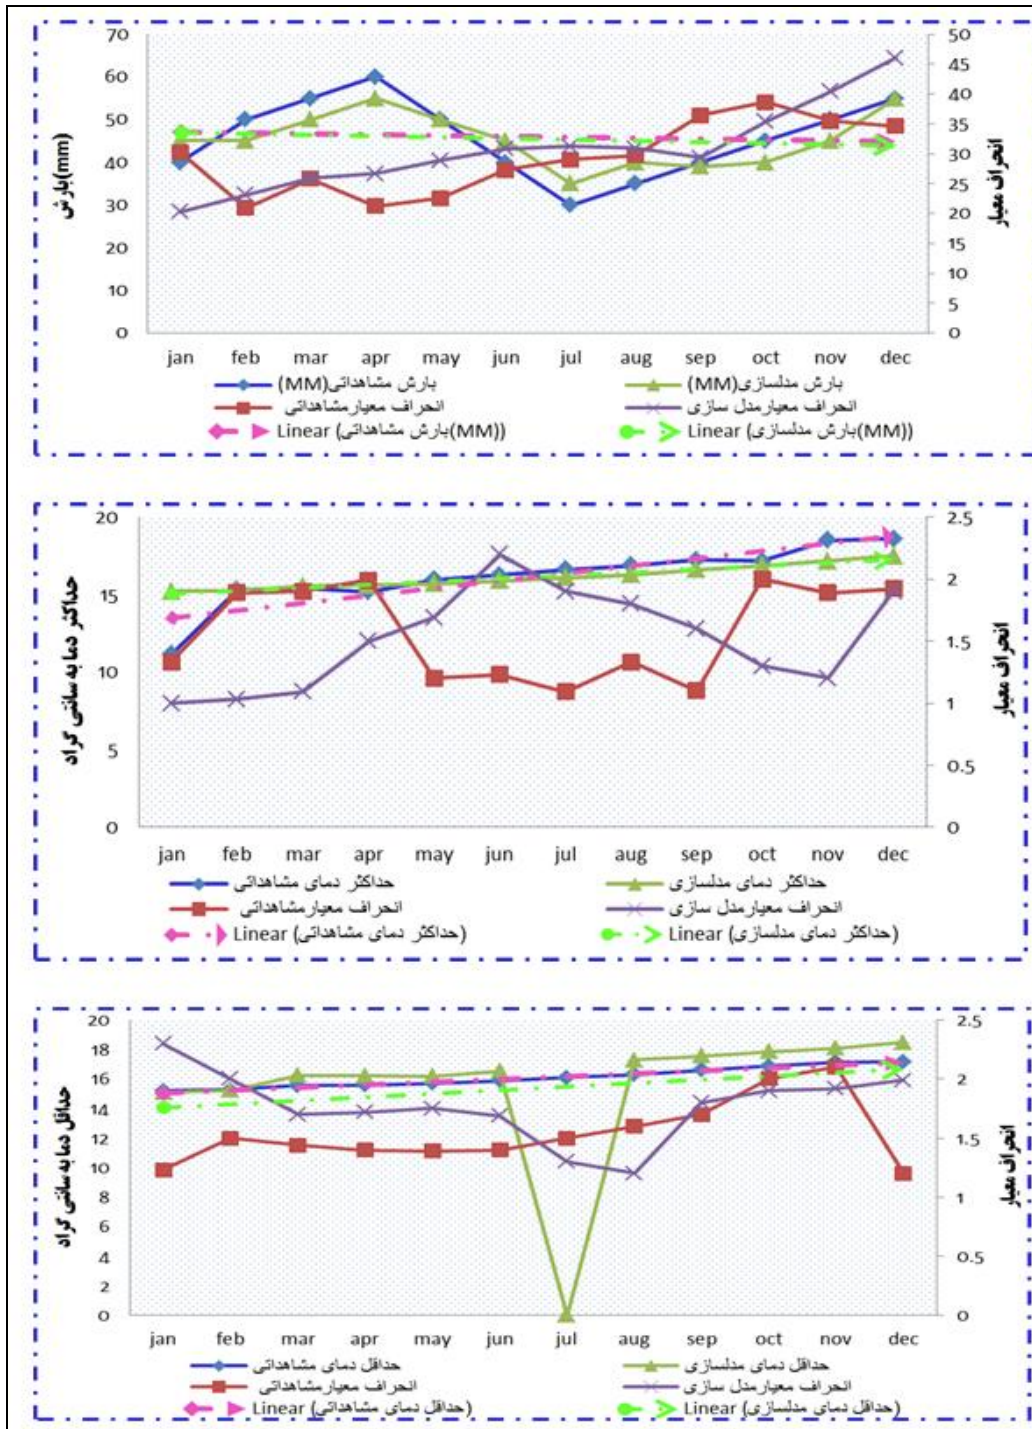 70
60
50
40
30
20
10
0
بارش(mm)
50
45
40
35
30
25
20
15
10
5
0
انحراف معیار
jan feb mar apr may jun jul aug sep oct nov dec
بارش مشاهداتی(MM) بارش مدلسازی(MM)
انحراف معیارمشاهداتی انحراف معیارمدل سازی
Linear (بارش مشاهداتی(MM)) Linear (بارش مدلسازی(MM))
20
15
10
5
0
حداکثر دما به سانتی گراد
2.5
2
1.5
1
0.5
0
انحراف معیار
jan feb mar apr may jun jul aug sep oct nov dec
حداکثر دمای مشاهداتی حداکثر دمای مدلسازی
انحراف معیارمشاهداتی انحراف معیارمدل سازی
Linear (حداکثر دمای مشاهداتی) Linear (حداکثر دمای مدلسازی)
20
18
16
14
12
10
8
6
4
2
0
حداقل دما به سانتی گراد
2.5
2
1.5
1
0.5
0
انحراف معیار
jan feb mar apr may jun jul aug sep oct nov dec
حداقل دمای مشاهداتی حداقل دمای مدلسازی
انحراف معیارمشاهداتی انحراف معیارمدل سازی
Linear (حداقل دمای مشاهداتی) Linear (حداقل دمای مدلسازی)